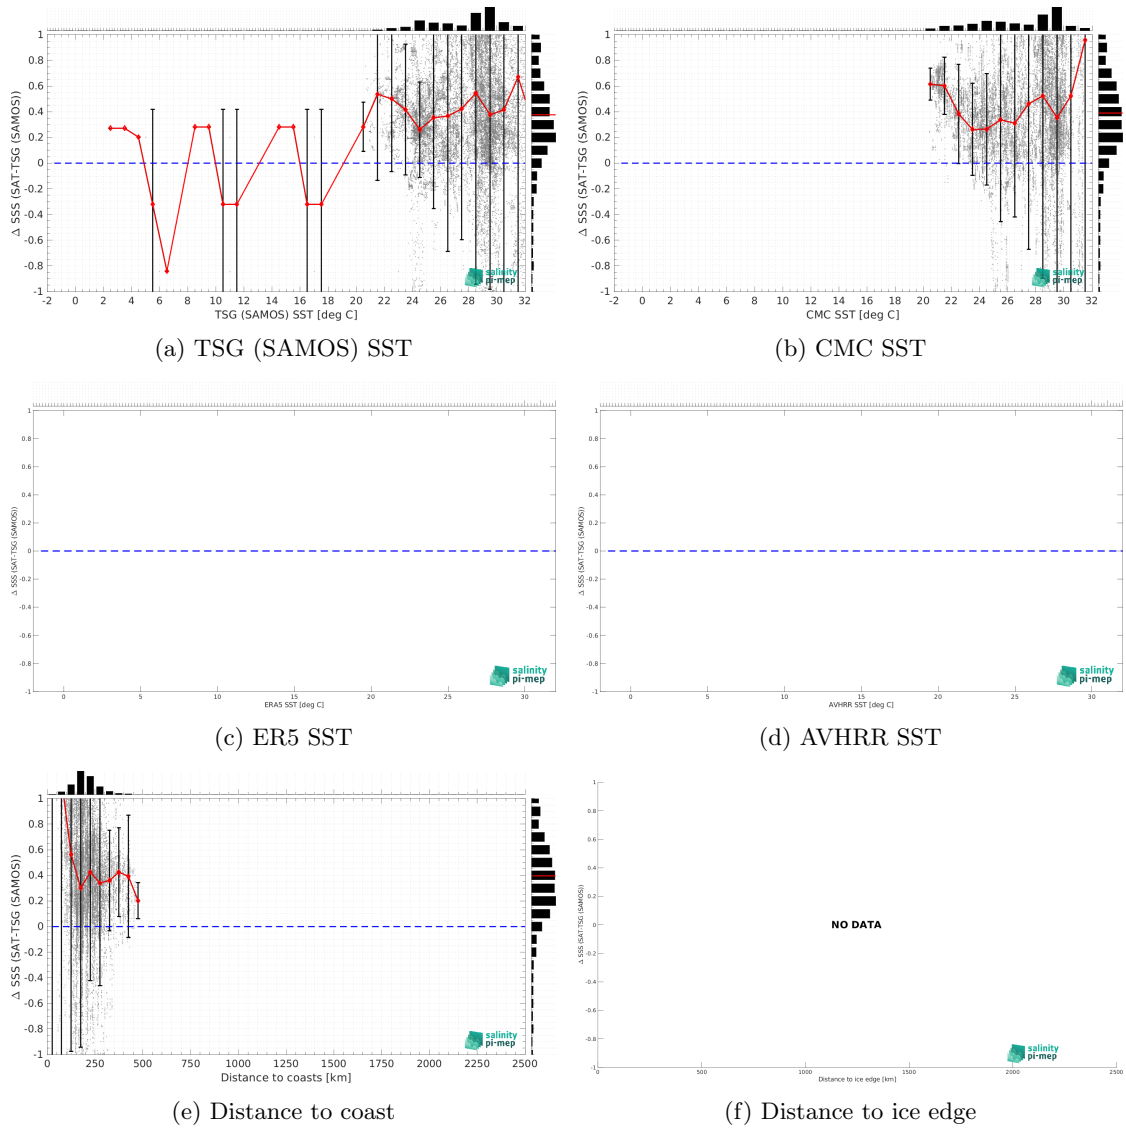 1
0.8
0.6
0.4
0.2
0
-0.2
-0.4
-0.6
-0.8
-1
Δ SSS (SAT-TSG (SAMOS))
salinity
pi-mep
-2 0 2 4 6 8 10 12 14 16 18 20 22 24 26 28 30 32
TSG (SAMOS) SST [deg C]
(a) TSG (SAMOS) SST
1
0.8
0.6
0.4
0.2
0
-0.2
-0.4
-0.6
-0.8
-1
Δ SSS (SAT-TSG (SAMOS))
salinity
pi-mep
-2 0 2 4 6 8 10 12 14 16 18 20 22 24 26 28 30 32
CMC SST [deg C]
(b) CMC SST
1
0.8
0.6
0.4
0.2
0
-0.2
-0.4
-0.6
-0.8
-1
Δ SSS (SAT-TSG (SAMOS))
salinity
pi-mep
0 5 10 15 20 25 30
ERA5 SST [deg C]
(c) ER5 SST
1
0.8
0.6
0.4
0.2
0
-0.2
-0.4
-0.6
-0.8
-1
Δ SSS (SAT-TSG (SAMOS))
salinity
pi-mep
0 5 10 15 20 25 30
AVHRR SST [deg C]
(d) AVHRR SST
1
0.8
0.6
0.4
0.2
0
-0.2
-0.4
-0.6
-0.8
-1
Δ SSS (SAT-TSG (SAMOS))
salinity
pi-mep
0 250 500 750 1000 1250 1500 1750 2000 2250 2500
Distance to coasts [km]
(e) Distance to coast
1
0.8
0.6
0.4
0.2
0
-0.2
-0.4
-0.6
-0.8
-1
Δ SSS (SAT-TSG (SAMOS))
NO DATA
salinity
pi-mep
0 500 1000 1500 2000 2500
Distance to ice edge [km]
(f) Distance to ice edge